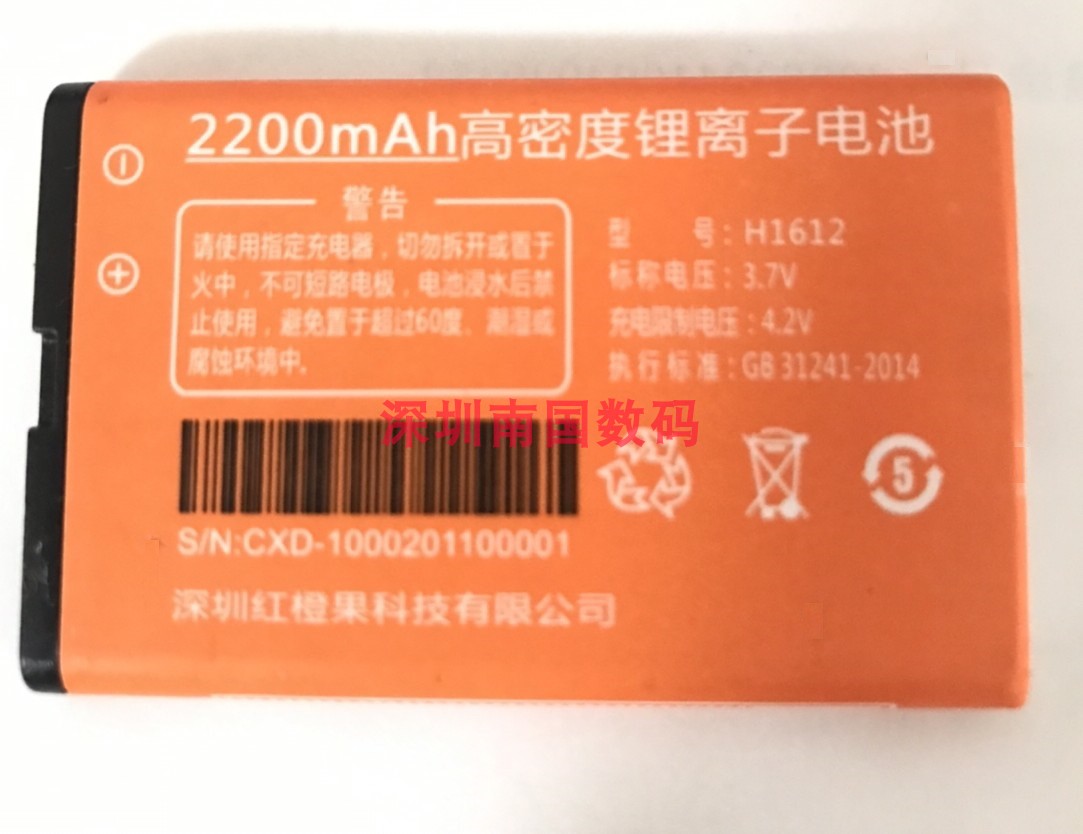 2200mAh高密度锂离子电池
警告
请使用指定充电器，切勿拆开或置于
火中，不可短路电极，电池浸水后禁
止使用，避免置于超过60度、潮湿或
腐蚀环境中。
型 号：H1612
标称电压：3.7V
充电限制电压：4.2V
执行标准：GB 31241-2014
深圳南国数码
5
S/N:CXD-1000201100001
深圳红橙果科技有限公司